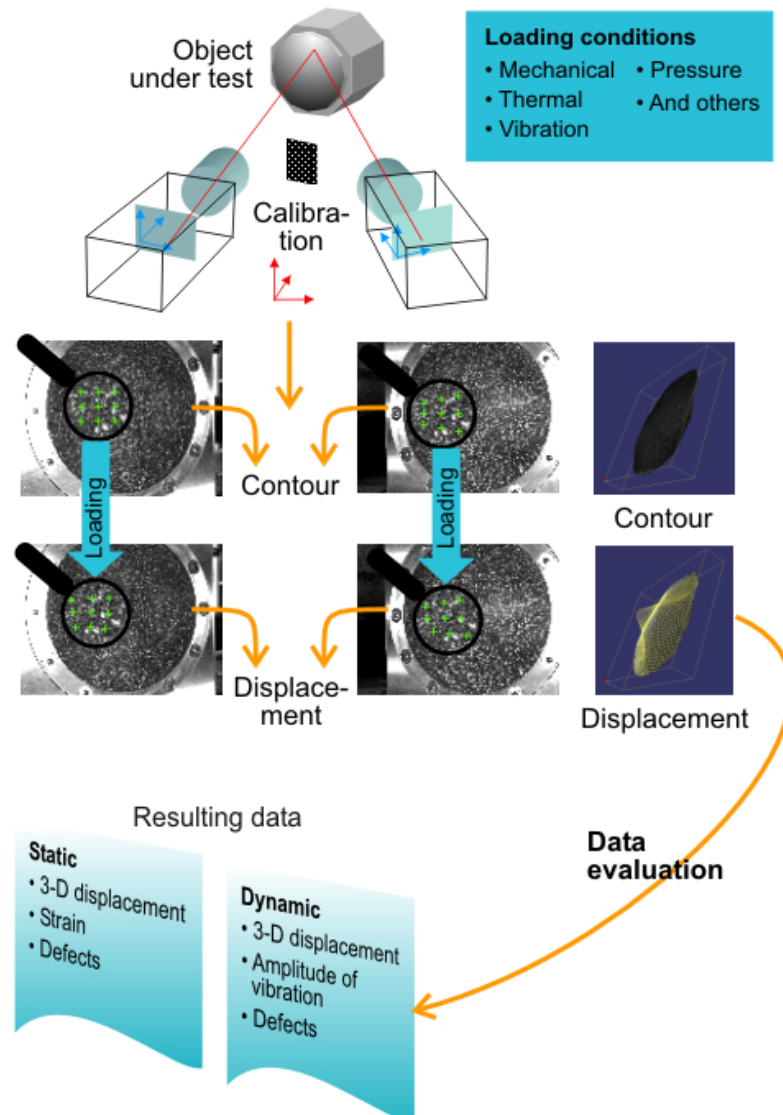 Object
under test
Loading conditions
• Mechanical
• Thermal
• Vibration
• Pressure
• And others
Calibra-
tion
Contour
Loading
Loading
Contour
Displace-
ment
Displacement
Resulting data
Data
evaluation
Static
• 3-D displacement
• Strain
• Defects
Dynamic
• 3-D displacement
• Amplitude of
vibration
• Defects